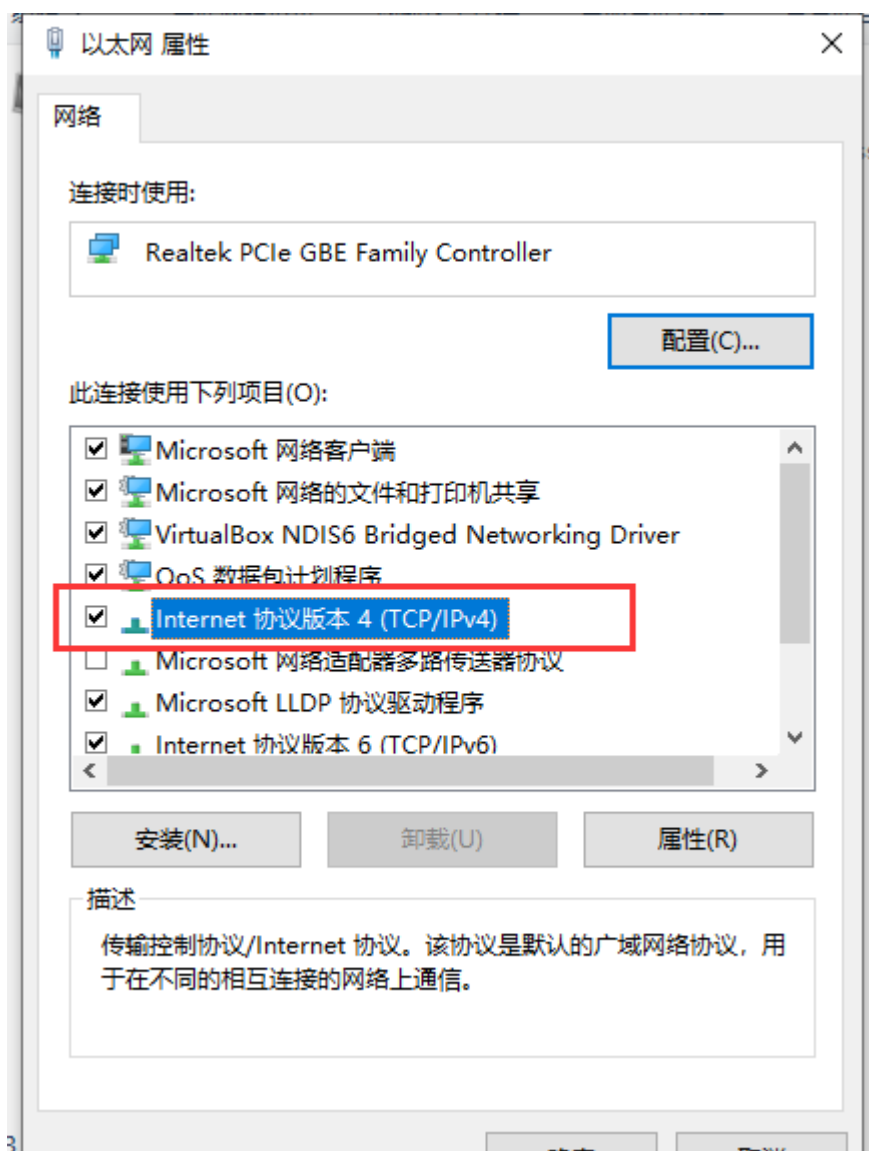 以太网 属性
网络
连接时使用:
Realtek PCIe GBE Family Controller
配置(C)...
此连接使用下列项目(O):
Microsoft 网络客户端
Microsoft 网络的文件和打印机共享
VirtualBox NDIS6 Bridged Networking Driver
QoS 数据包计划程序
Internet 协议版本 4 (TCP/IPv4)
Microsoft 网络适配器多路传送器协议
Microsoft LLDP 协议驱动程序
Internet 协议版本 6 (TCP/IPv6)
安装(N)...
卸载(U)
属性(R)
描述
传输控制协议/Internet 协议。该协议是默认的广域网络协议，用
于在不同的相互连接的网络上通信。